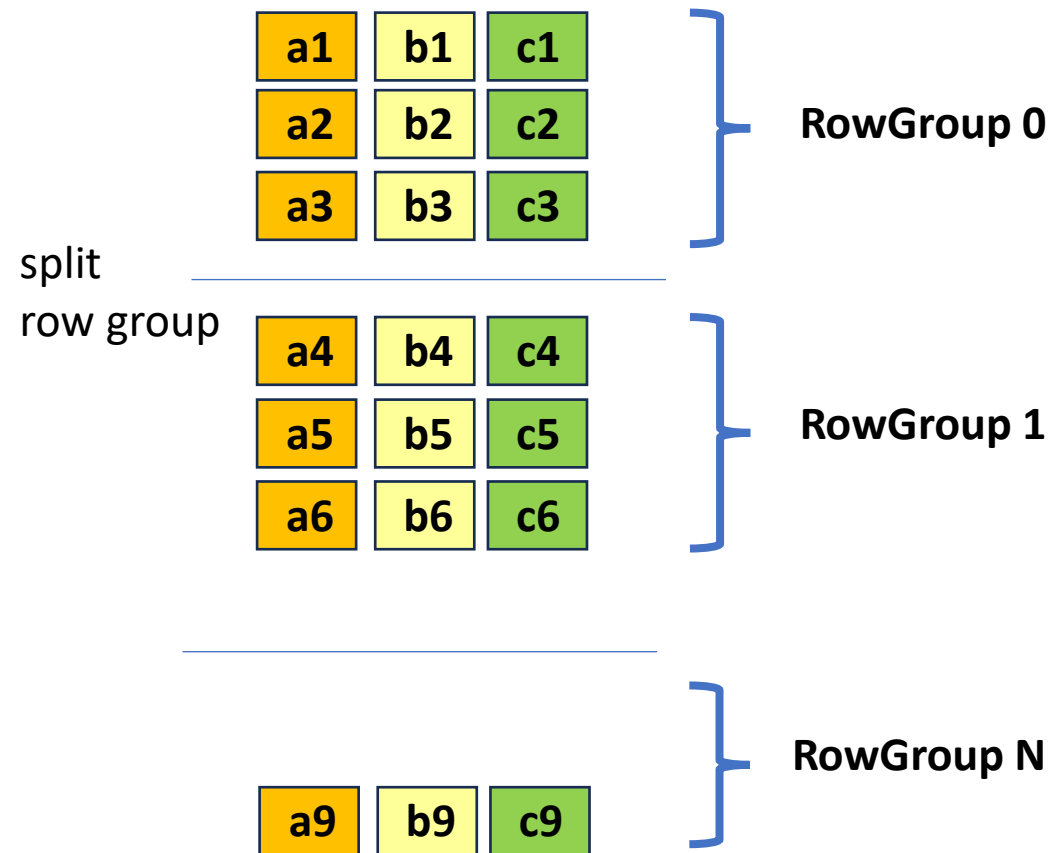 a1 b1 c1
a2 b2 c2
RowGroup 0
a3 b3 c3
split
row group
a4 b4 c4
a5 b5 c5
RowGroup 1
a6 b6 c6
RowGroup N
a9 b9 c9